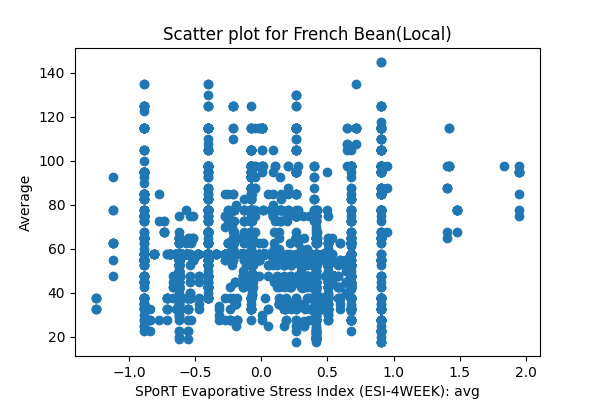 Scatter plot for French Bean(Local)
140
120
100
80
60
40
20
Average
−1.0 −0.5 0.0 0.5 1.0 1.5 2.0
SPoRT Evaporative Stress Index (ESI-4WEEK): avg